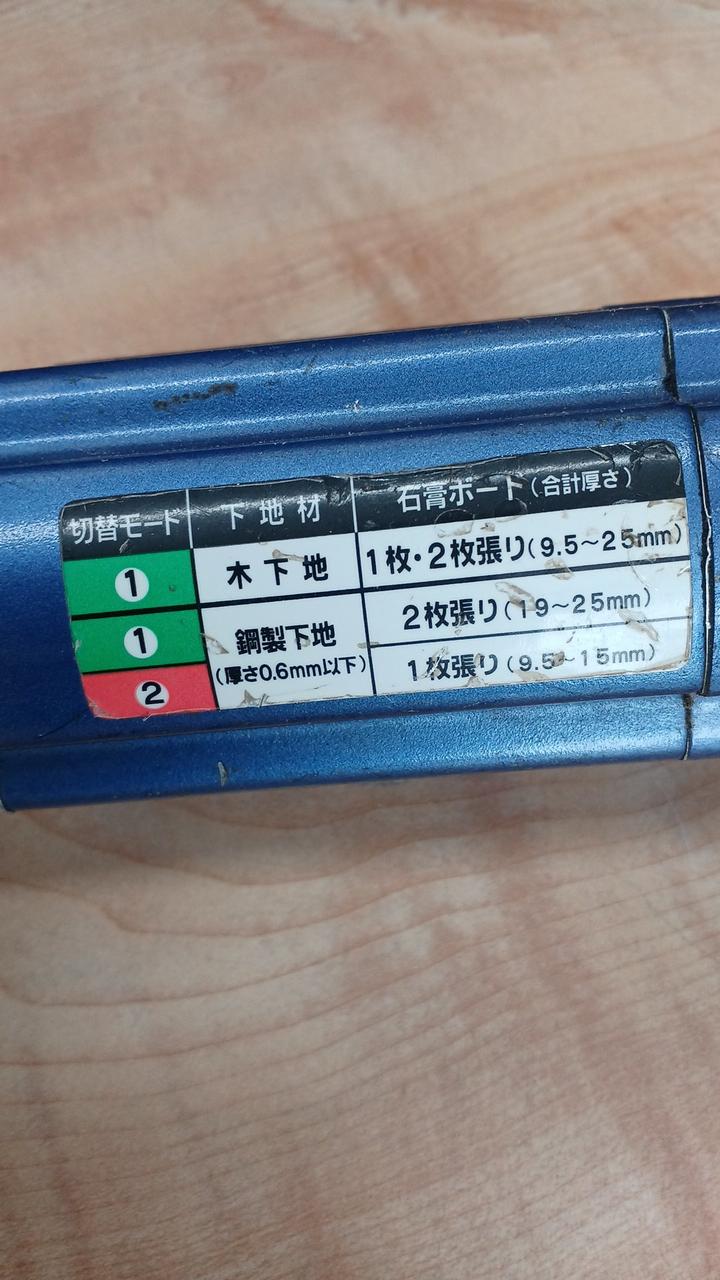 切替モード 下地材 石膏ボート(合計厚さ)
① 木下地 1枚・2枚張り(9.5〜25mm)
① 鋼製下地 2枚張り(19〜25mm)
② (厚さ0.6mm以下) 1枚張り(9.5〜15mm)